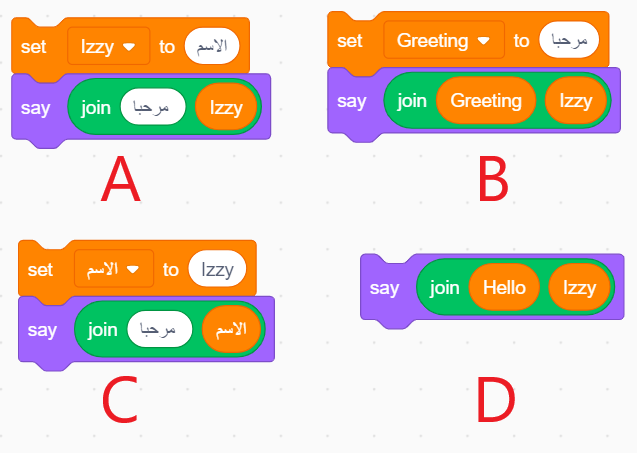 set Izzy to الاسم
say join مرحبا Izzy
A
set Greeting to مرحبا
say join Greeting Izzy
B
set الاسم to Izzy
say join مرحبا الاسم
C
say join Hello Izzy
D